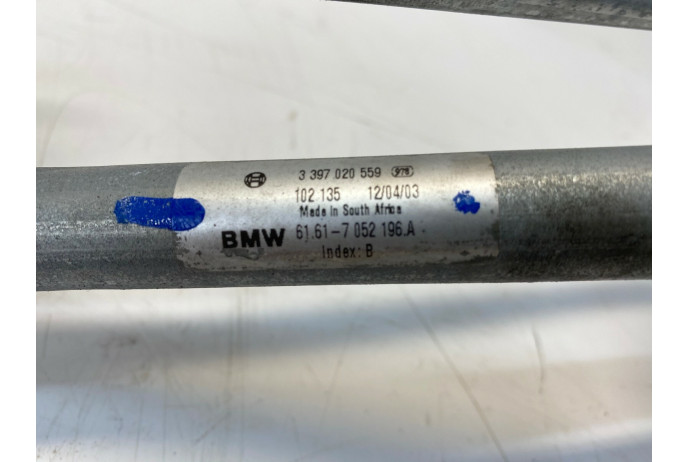 3 397 020 559 978
102 135 12/04/03
Made in South Africa
BMW 61.61-7 052 196.A
Index: B